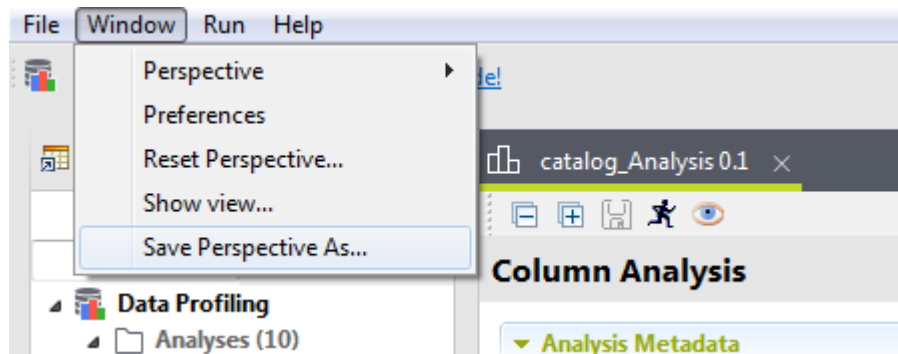 File Window Run Help
Perspective
Preferences
Reset Perspective...
Show view...
Save Perspective As...
catalog_Analysis 0.1
Column Analysis
Data Profiling
Analyses (10)
Analysis Metadata